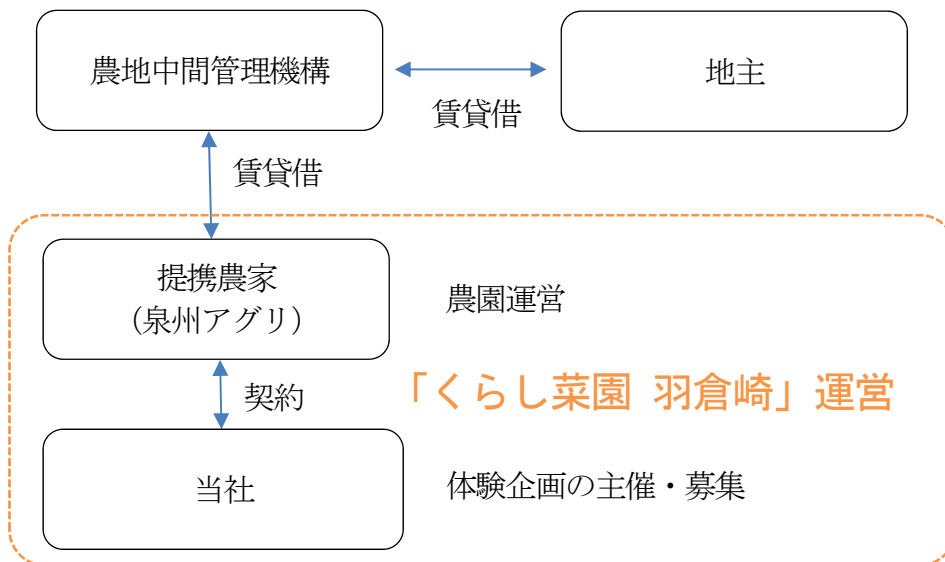 農地中間管理機構
地主
賃貸借
賃貸借
提携農家
（泉州アグリ）
農園運営
契約
「くらし菜園 羽倉崎」運営
当社
体験企画の主催・募集